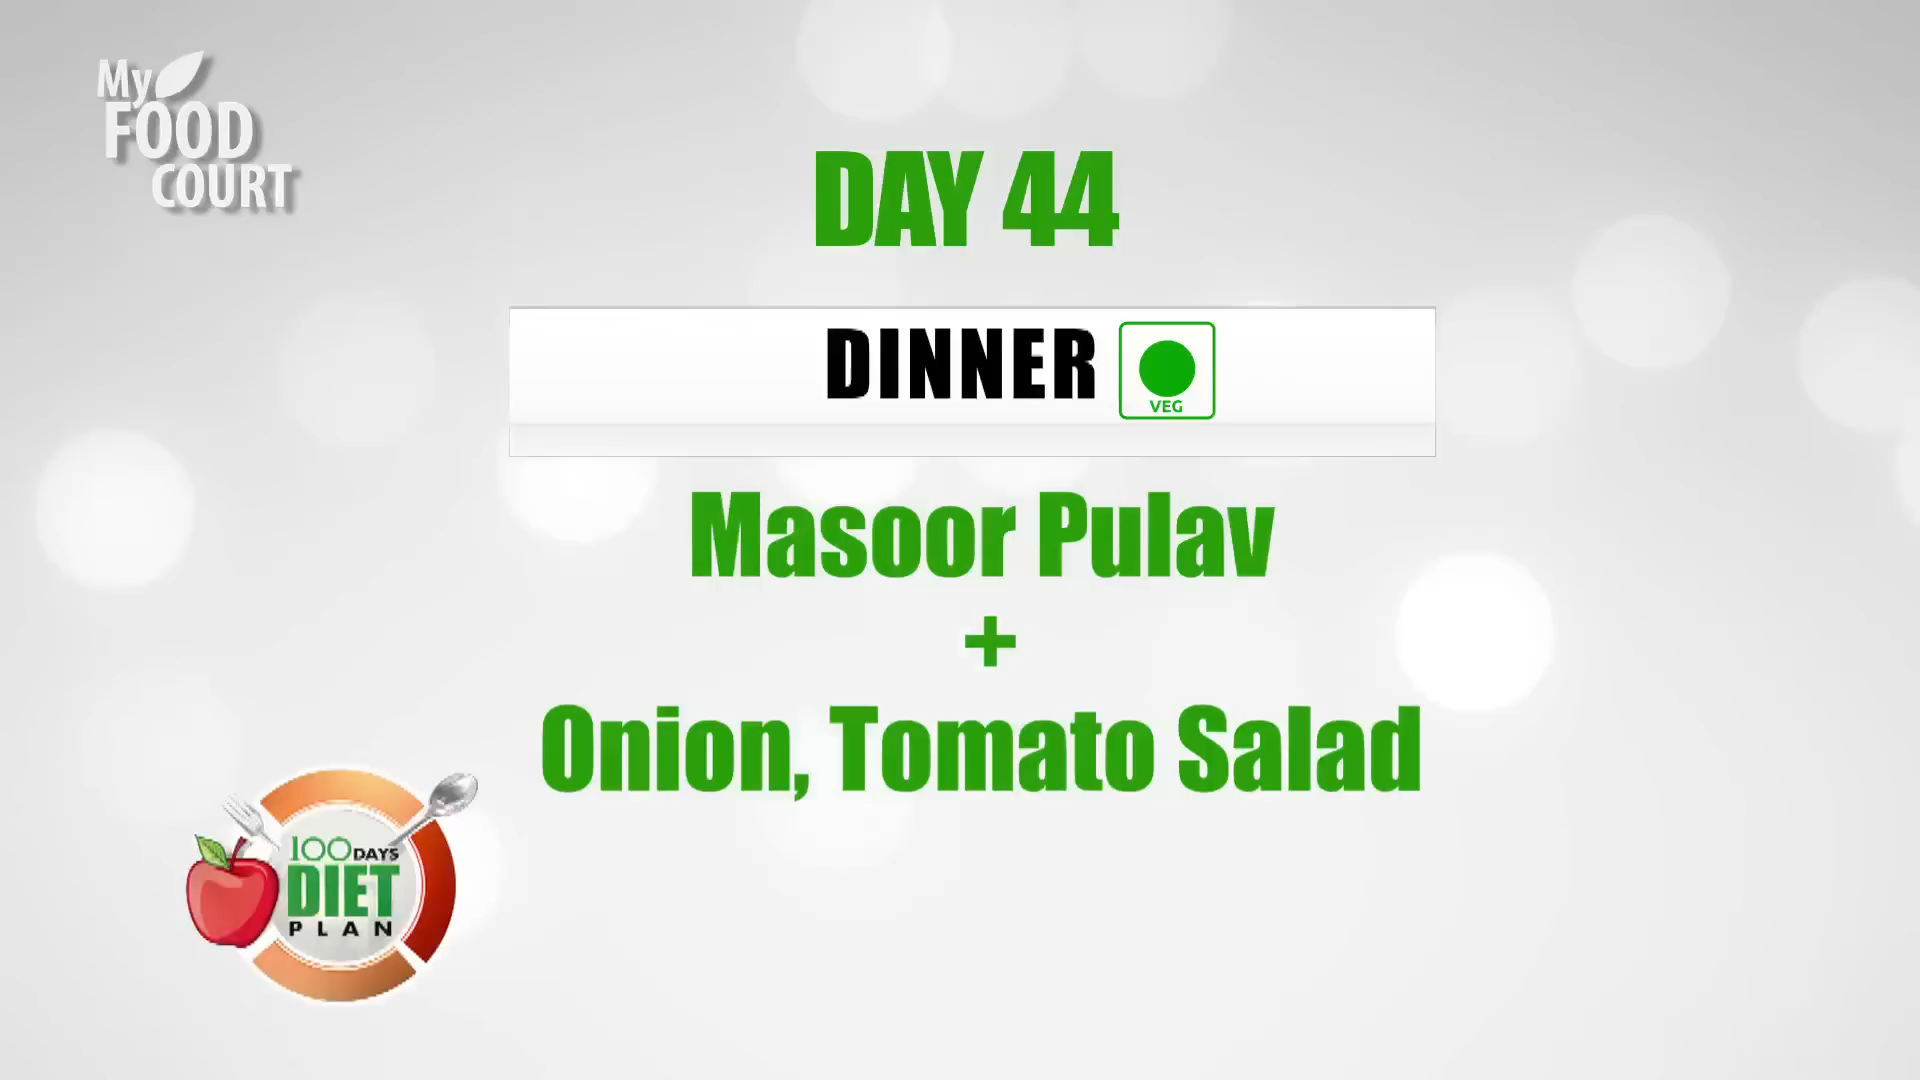 My
FOOD
COURT
DAY 44
DINNER
VEG
Masoor Pulav
+
Onion, Tomato Salad
100 DAYS
DIET
PLAN